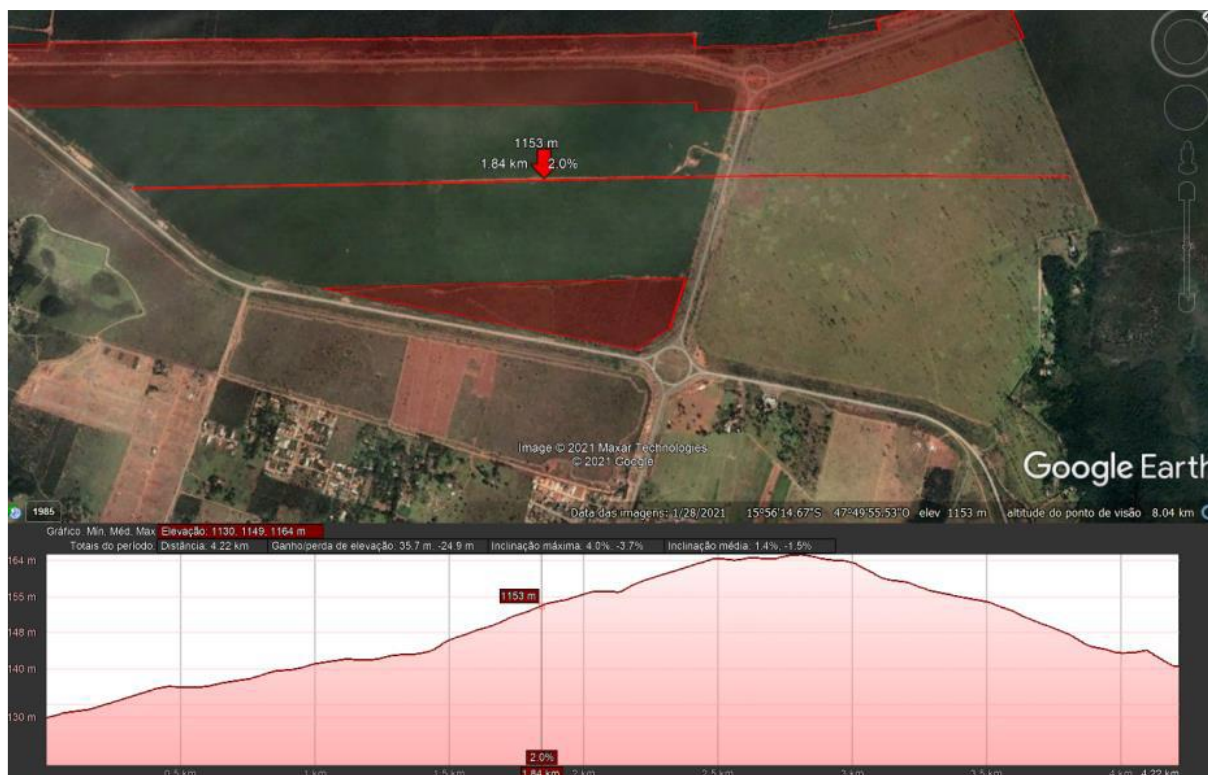 1153 m
1.84 km 2.0%
Image © 2021 Maxar Technologies
© 2021 Google
Google Earth
1985
Data das imagens: 1/28/2021 15°56'14.67"S 47°49'55.53"O elev 1153 m altitude do ponto de visão 8.04 km
Gráfico: Mín, Méd, Máx Elevação: 1130, 1149, 1164 m
Totais do período: Distância: 4.22 km Ganho/perda de elevação: 35.7 m, -24.9 m Inclinação máxima: 4.0%, -3.7% Inclinação média: 1.4%, -1.5%
164 m
155 m
1153 m
148 m
140 m
130 m
2.0%
0.5 km 1 km 1.5 km 1.84 km 2 km 2.5 km 3 km 3.5 km 4 km 4.22 km